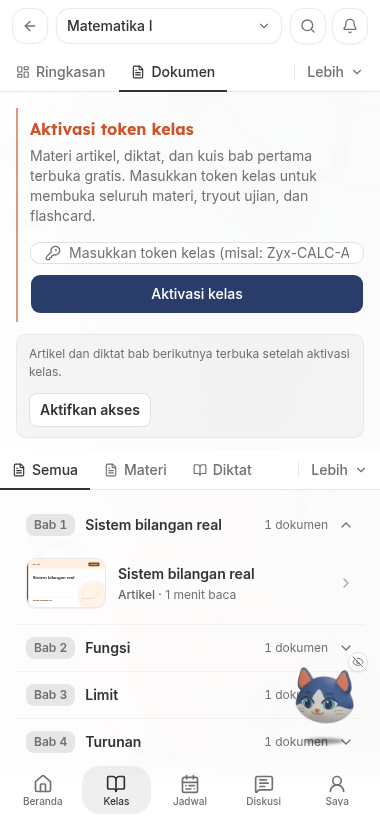 Matematika I
Ringkasan
Dokumen
Lebih
Aktivasi token kelas
Materi artikel, diktat, dan kuis bab pertama
terbuka gratis. Masukkan token kelas untuk
membuka seluruh materi, tryout ujian, dan
flashcard.
Masukkan token kelas (misal: Zyx-CALC-A
Aktivasi kelas
Artikel dan diktat bab berikutnya terbuka setelah aktivasi
kelas.
Aktifkan akses
Semua
Materi
Diktat
Lebih
Bab 1 Sistem bilangan real 1 dokumen
Sistem bilangan real
Sistem bilangan real
Artikel · 1 menit baca
Bab 2 Fungsi 1 dokumen
Bab 3 Limit 1
Bab 4 Turunan 1 dokumen
Beranda
Kelas
Jadwal
Diskusi
Saya